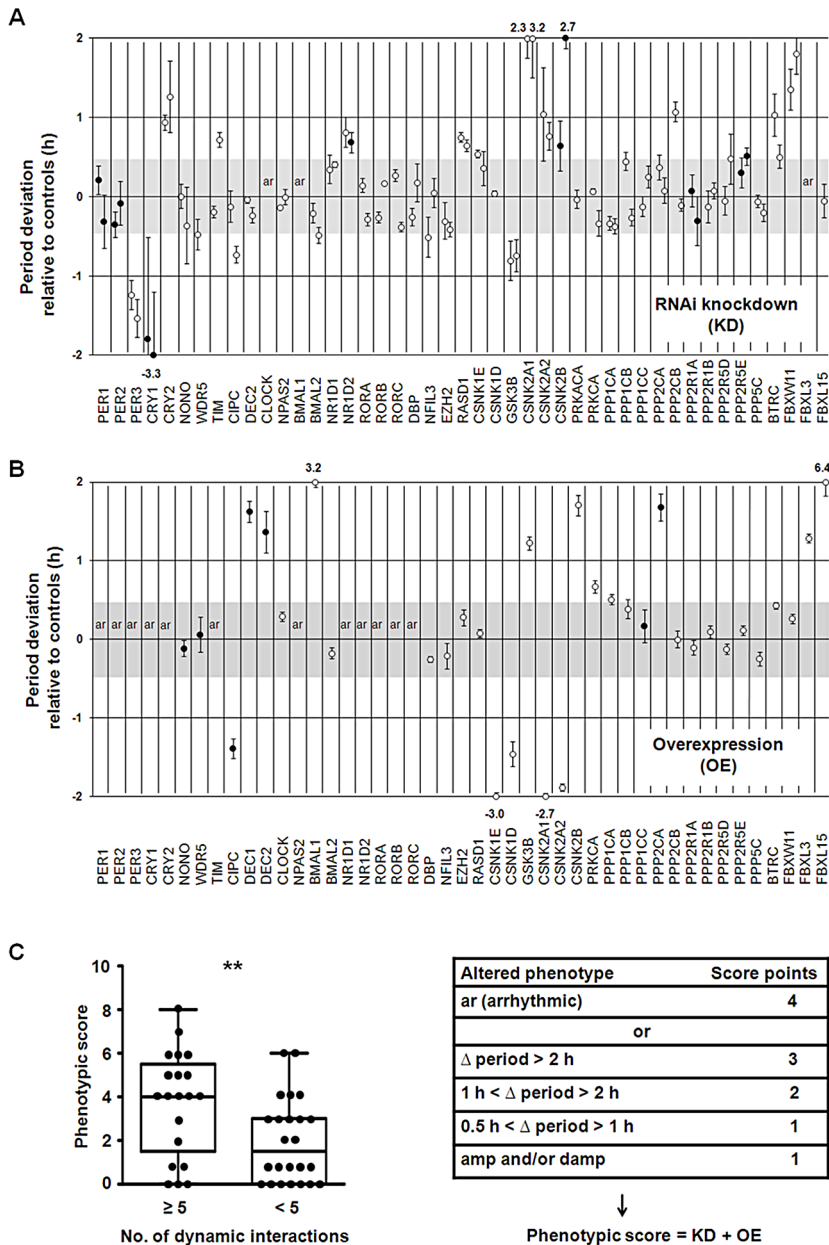 A
2.3 3.2 2.7
2
1
0
-1
-2
Period deviation
relative to controls (h)
ar ar ar
-3.3
RNAi knockdown
(KD)
PER1
PER2
PER3
CRY1
CRY2
NONO
WDR5
TIM
CIPC
DEC2
CLOCK
NPAS2
BMAL1
BMAL2
NR1D1
NR1D2
RORA
RORB
RORC
DBP
NFIL3
EZH2
RASD1
CSNK1E
CSNK1D
GSK3B
CSNK2A1
CSNK2A2
CSNK2B
PRKACA
PRKCA
PPP1CA
PPP1CB
PPP1CC
PPP2CA
PPP2CB
PPP2R1A
PPP2R1B
PPP2R5D
PPP2R5E
PPP5C
BTRC
FBXW11
FBXL3
FBXL15
B
3.2 6.4
2
1
0
-1
-2
Period deviation
relative to controls (h)
ar ar ar ar ar ar ar ar ar ar ar ar
Overexpression
(OE)
-3.0 -2.7
PER1
PER2
PER3
CRY1
CRY2
NONO
WDR5
TIM
CIPC
DEC1
DEC2
CLOCK
NPAS2
BMAL1
BMAL2
NR1D1
NR1D2
RORA
RORB
RORC
DBP
NFIL3
EZH2
RASD1
CSNK1E
CSNK1D
GSK3B
CSNK2A1
CSNK2A2
CSNK2B
PRKCA
PPP1CA
PPP1CB
PPP1CC
PPP2CA
PPP2CB
PPP2R1A
PPP2R1B
PPP2R5D
PPP2R5E
PPP5C
BTRC
FBXW11
FBXL3
FBXL15
C
**
10
8
6
4
2
0
Phenotypic score
≥ 5 < 5
No. of dynamic interactions
Altered phenotype Score points
ar (arrhythmic) 4
or
Δ period > 2 h 3
1 h < Δ period > 2 h 2
0.5 h < Δ period > 1 h 1
amp and/or damp 1
↓
Phenotypic score = KD + OE